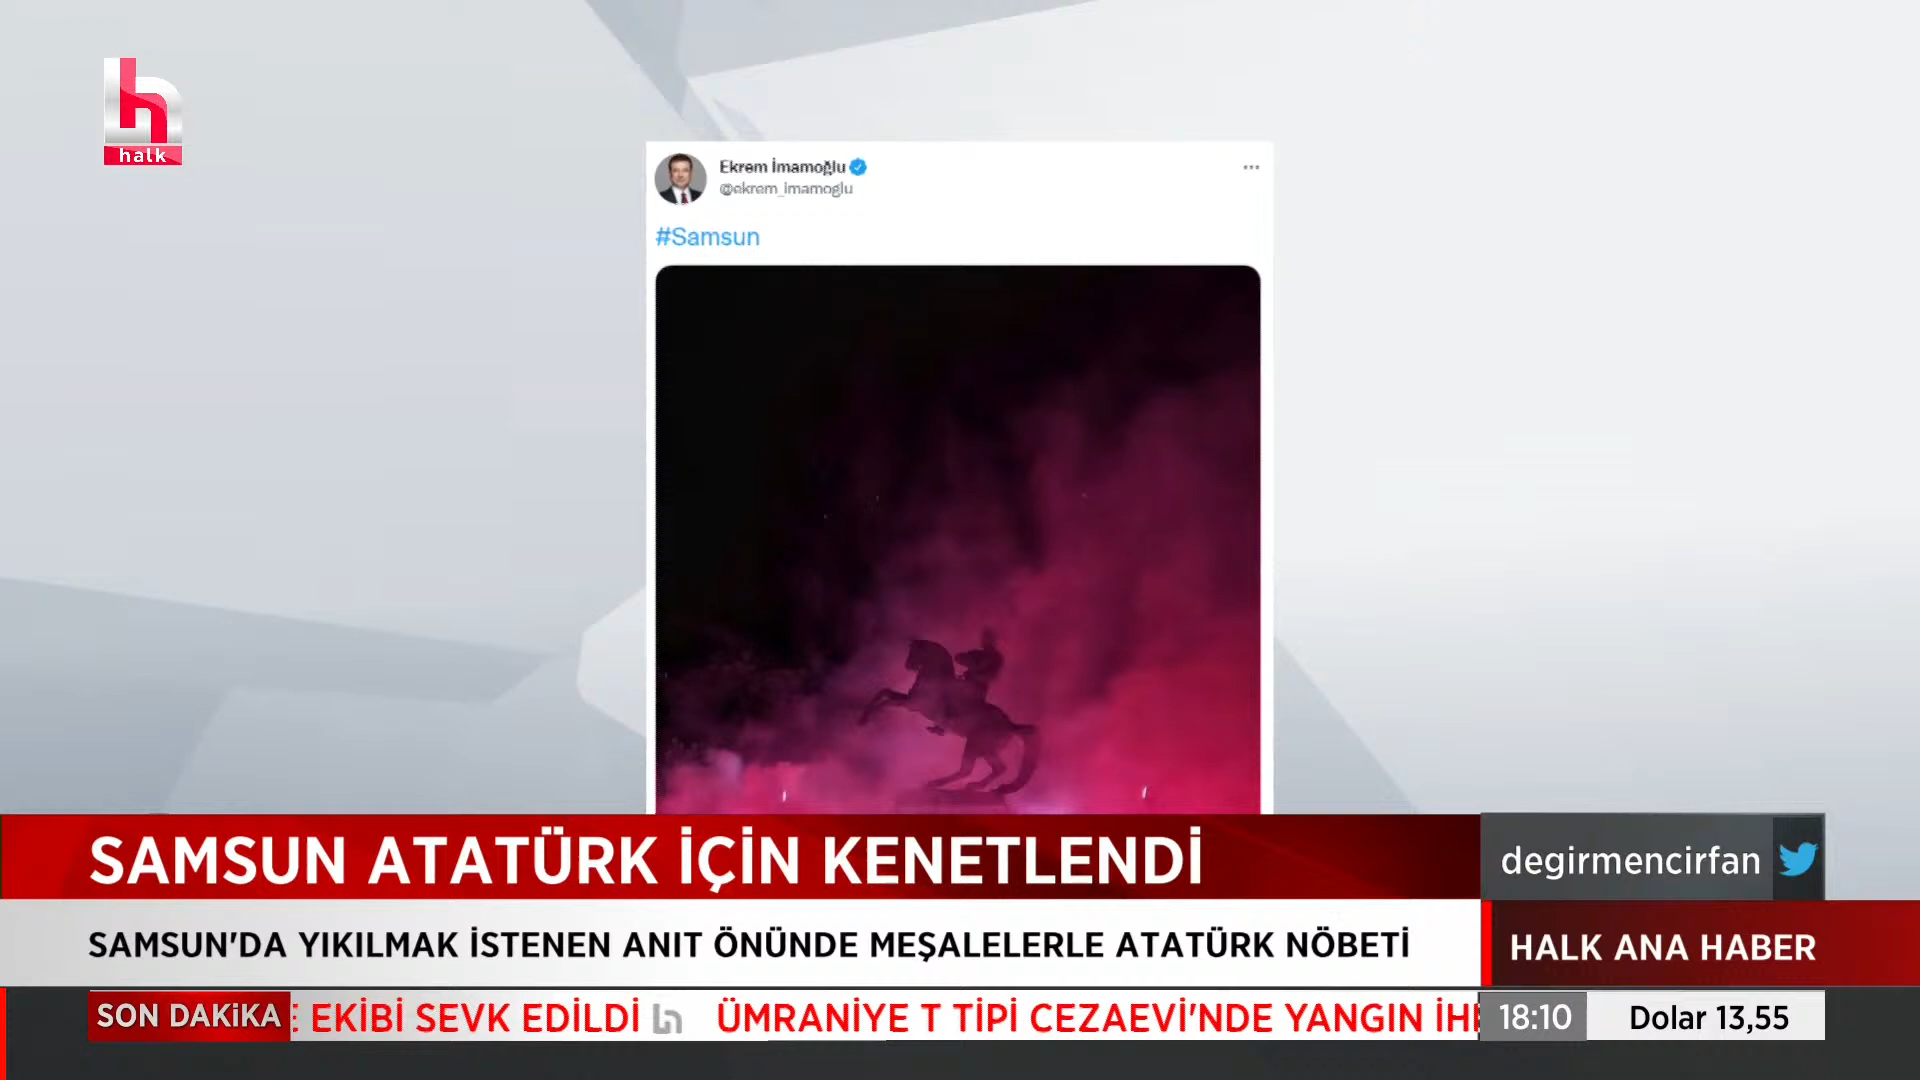 halk
Ekrem İmamoğlu
@ekrem_imamoglu
#Samsun
SAMSUN ATATÜRK İÇİN KENETLENDİ
degirmencirfan
SAMSUN'DA YIKILMAK İSTENEN ANIT ÖNÜNDE MEŞALELERLE ATATÜRK NÖBETİ
HALK ANA HABER
SON DAKİKA
EKİBİ SEVK EDİLDİ ÜMRANİYE T TİPİ CEZAEVİ'NDE YANGIN
18:10
Dolar 13,55